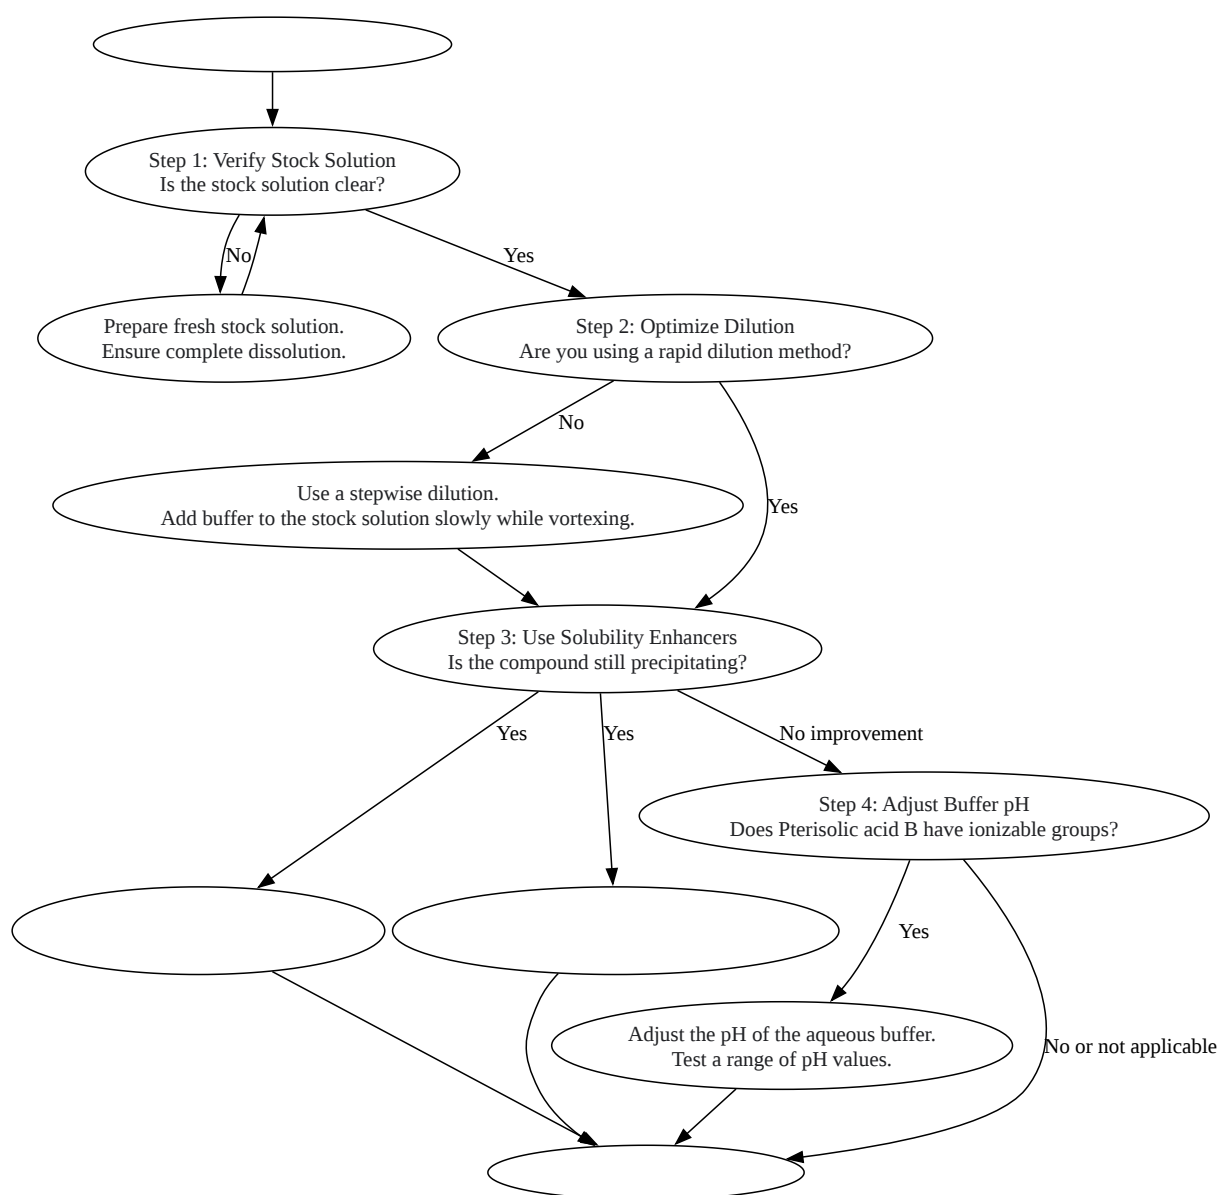 Step 1: Verify Stock Solution
Is the stock solution clear?
No
Yes
Prepare fresh stock solution.
Ensure complete dissolution.
Step 2: Optimize Dilution
Are you using a rapid dilution method?
No
Use a stepwise dilution.
Add buffer to the stock solution slowly while vortexing.
Yes
Step 3: Use Solubility Enhancers
Is the compound still precipitating?
Yes
Yes
No improvement
Step 4: Adjust Buffer pH
Does Pterisolic acid B have ionizable groups?
Yes
Adjust the pH of the aqueous buffer.
Test a range of pH values.
No or not applicable